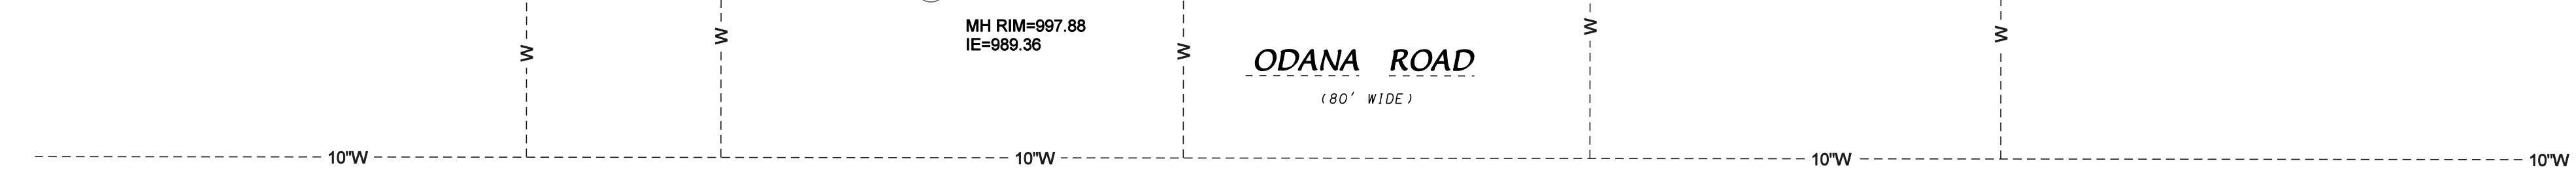 W
W
MH RIM=997.88
IE=989.36
W
ODANA ROAD
(80' WIDE)
W
W
10"W
10"W
10"W
10"W